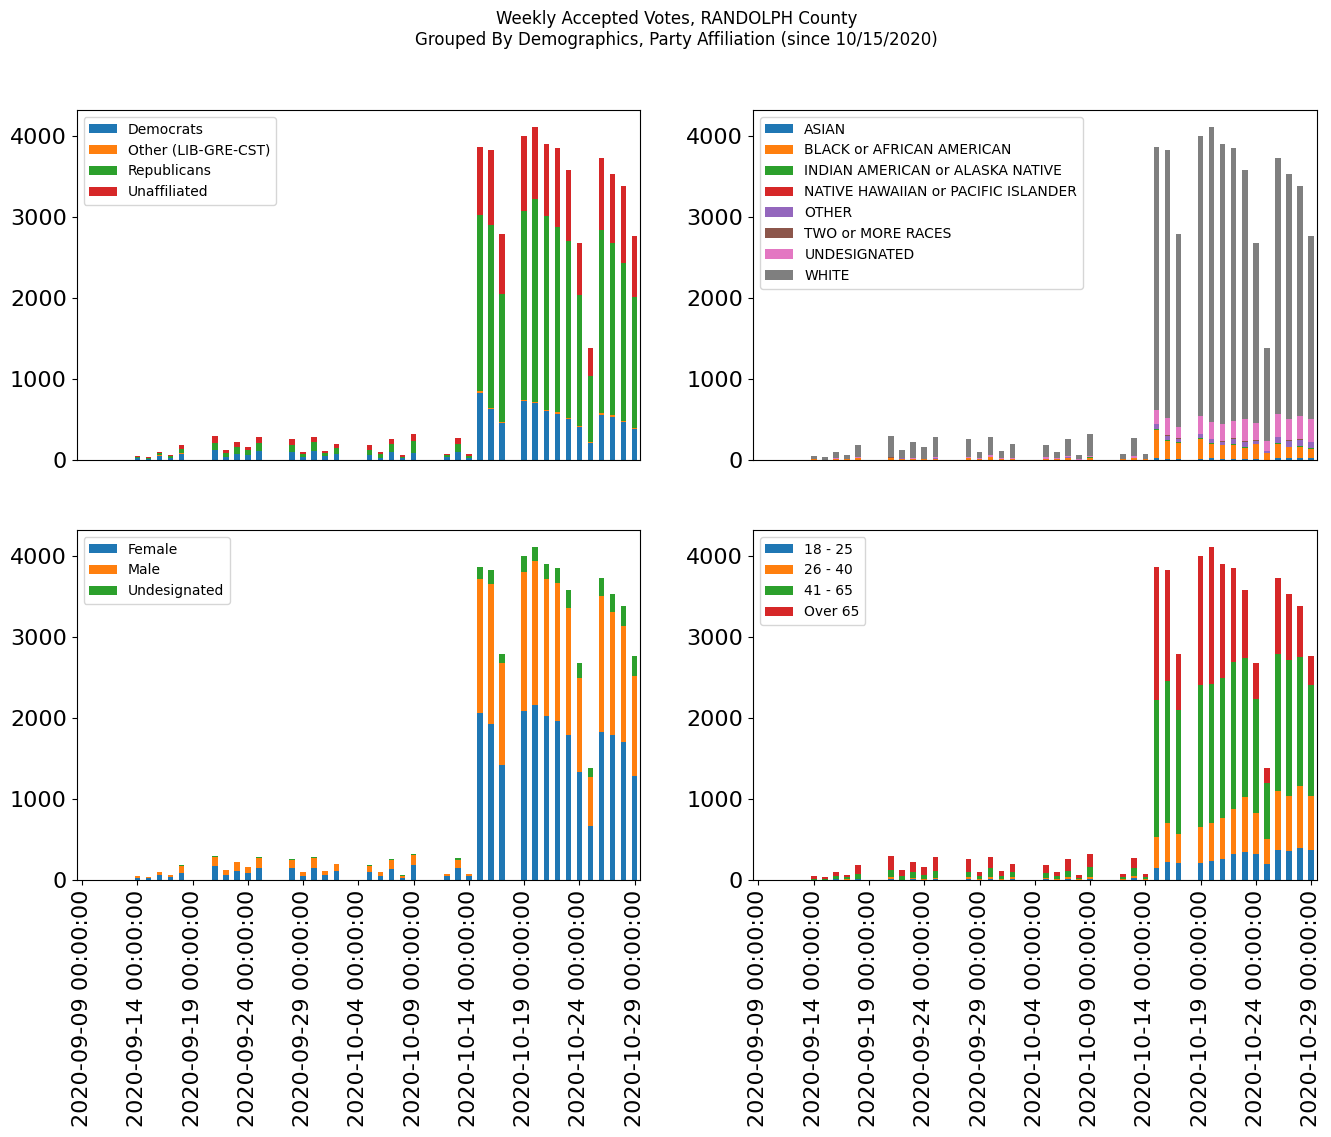 Weekly Accepted Votes, RANDOLPH County
Grouped By Demographics, Party Affiliation (since 10/15/2020)
4000
3000
2000
1000
0
Democrats
Other (LIB-GRE-CST)
Republicans
Unaffiliated
4000
3000
2000
1000
0
ASIAN
BLACK or AFRICAN AMERICAN
INDIAN AMERICAN or ALASKA NATIVE
NATIVE HAWAIIAN or PACIFIC ISLANDER
OTHER
TWO or MORE RACES
UNDESIGNATED
WHITE
4000
3000
2000
1000
0
Female
Male
Undesignated
2020-09-09 00:00:00
2020-09-14 00:00:00
2020-09-19 00:00:00
2020-09-24 00:00:00
2020-09-29 00:00:00
2020-10-04 00:00:00
2020-10-09 00:00:00
2020-10-14 00:00:00
2020-10-19 00:00:00
2020-10-24 00:00:00
2020-10-29 00:00:00
4000
3000
2000
1000
0
18 - 25
26 - 40
41 - 65
Over 65
2020-09-09 00:00:00
2020-09-14 00:00:00
2020-09-19 00:00:00
2020-09-24 00:00:00
2020-09-29 00:00:00
2020-10-04 00:00:00
2020-10-09 00:00:00
2020-10-14 00:00:00
2020-10-19 00:00:00
2020-10-24 00:00:00
2020-10-29 00:00:00